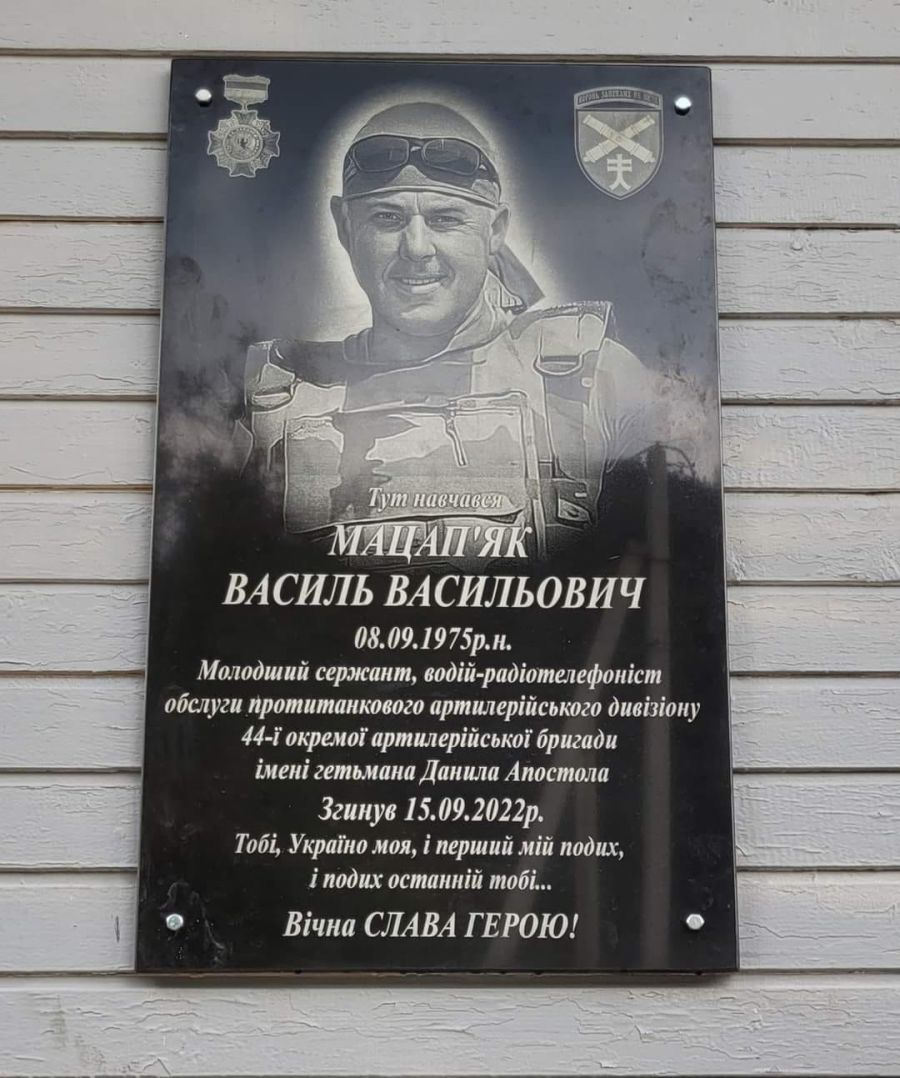 Тут навчався
МАЦАП'ЯК
ВАСИЛЬ ВАСИЛЬОВИЧ
08.09.1975р.н.
Молодший сержант, водій-радіотелефоніст
обслуги протитанкового артилерійського дивізіону
44-ї окремої артилерійської бригади
імені гетьмана Данила Апостола
Згинув 15.09.2022р.
Тобі, Україно моя, і перший мій подих,
і подих останній тобі...
Вічна СЛАВА ГЕРОЮ!